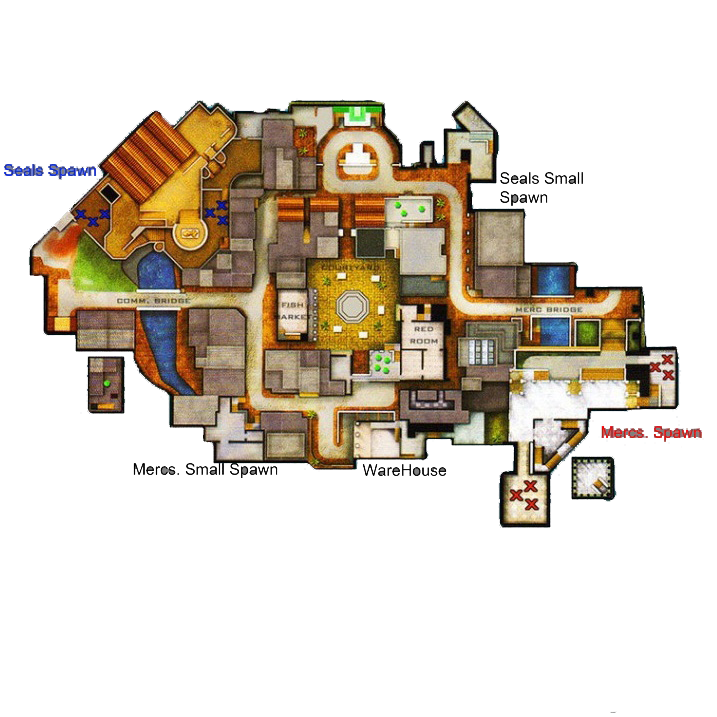 Seals Spawn
Seals Small
Spawn
COURTYARD
COMM. BRIDGE
FISH
MARKET
MERC BRIDGE
RED
ROOM
Mercs. Spawn
Mercs. Small Spawn
WareHouse